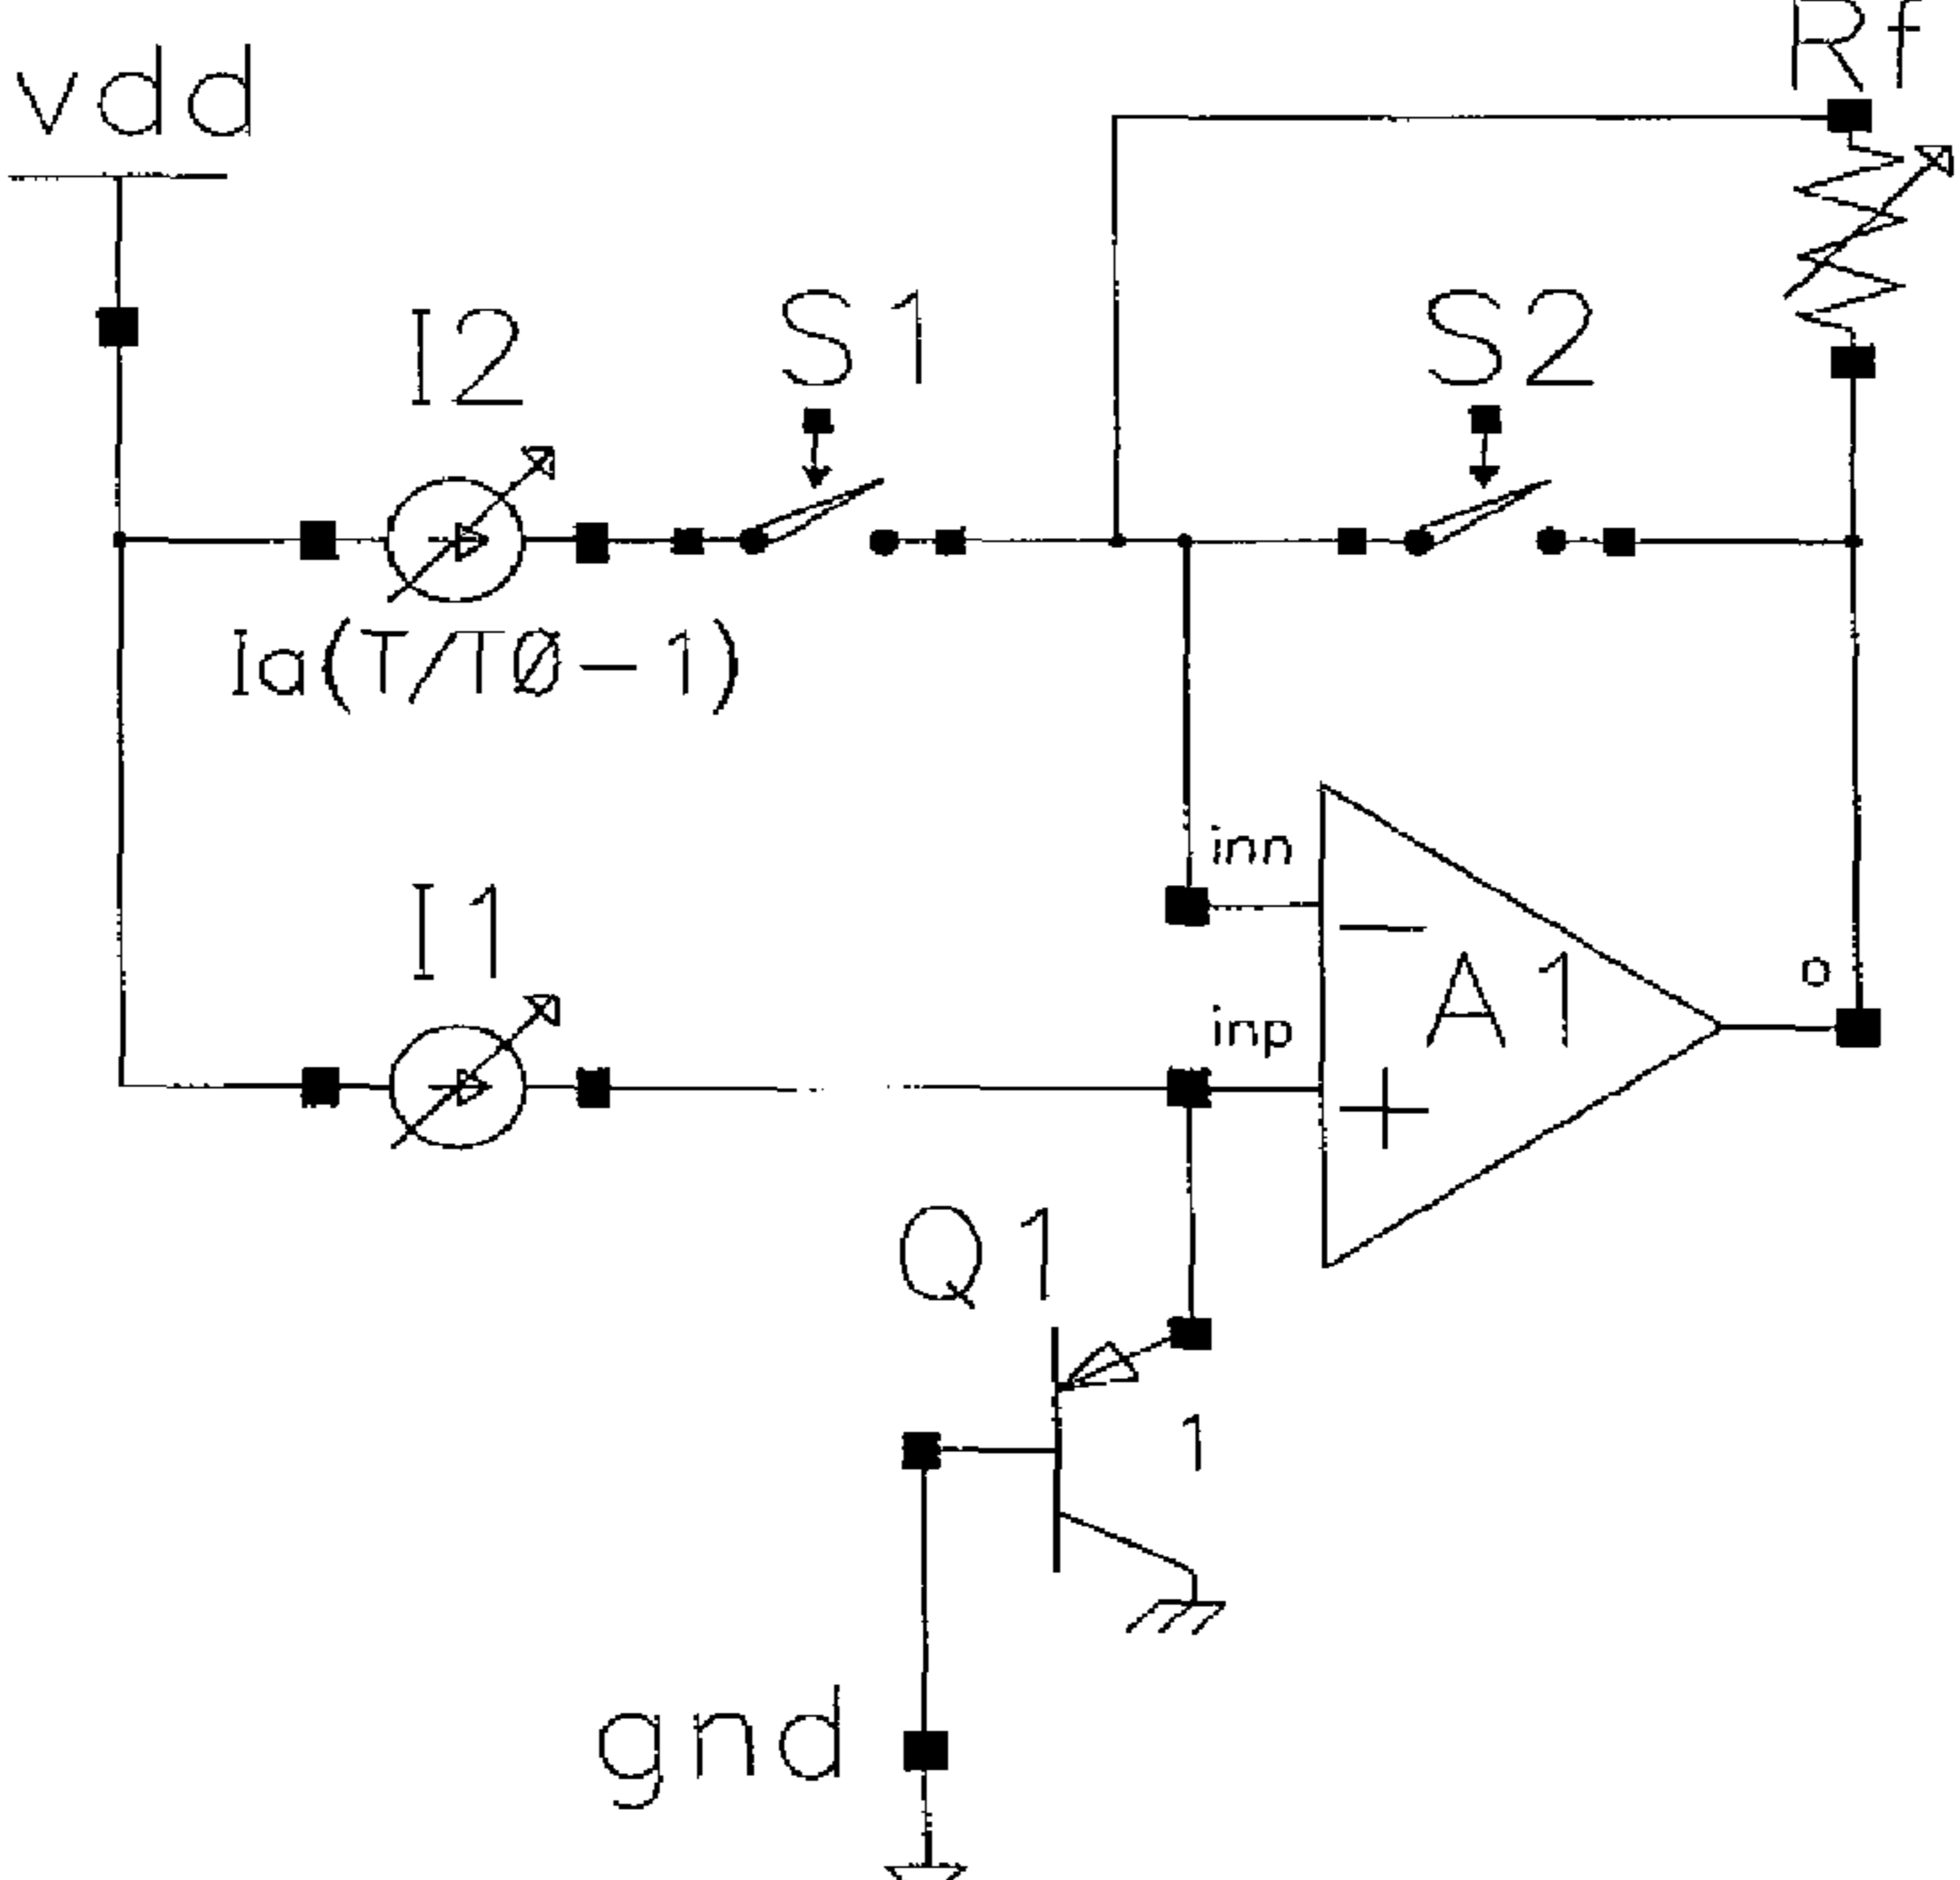 Rf
vdd
I2
S1
S2
Ia(T/T0-1)
inn
I1
A1
o
inp
Q1
1
gnd